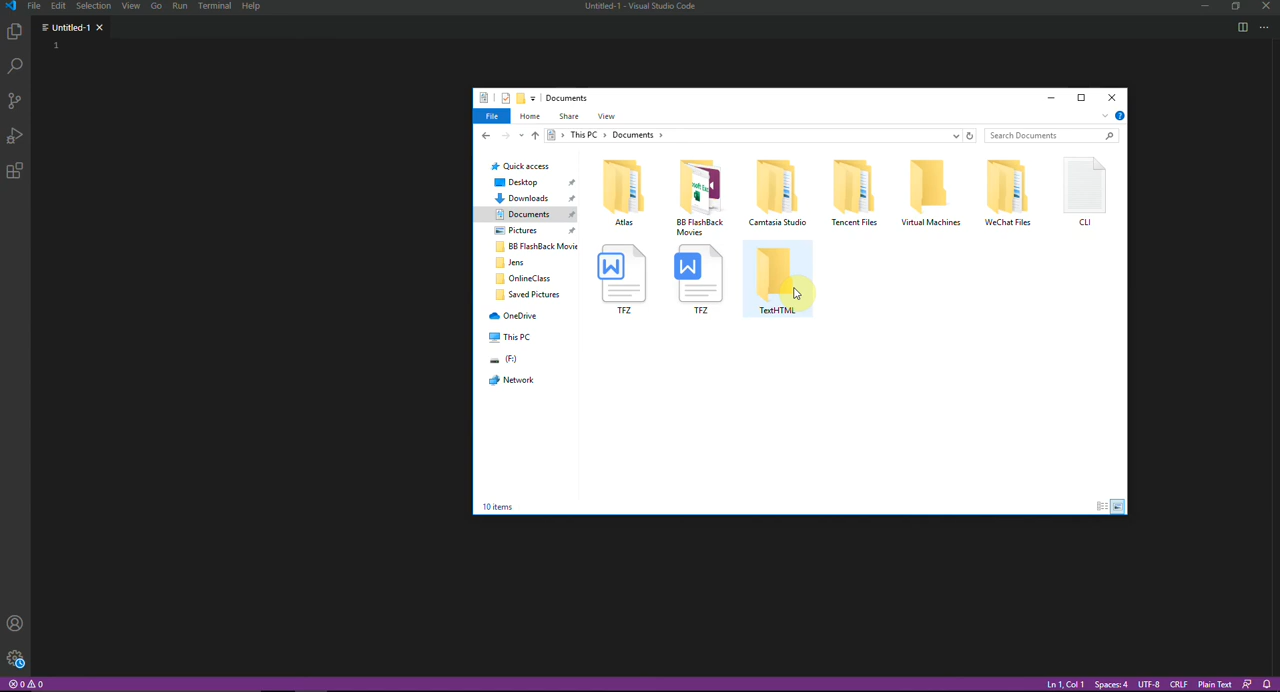 File Edit Selection View Go Run Terminal Help
Untitled-1 - Visual Studio Code
Untitled-1
1
Documents
File Home Share View
This PC > Documents >
Search Documents
Quick access
Desktop
Downloads
Documents
Pictures
BB FlashBack Movie
Jens
OnlineClass
Saved Pictures
OneDrive
This PC
(F:)
Network
Atlas
BB FlashBack
Movies
Camtasia Studio
Tencent Files
Virtual Machines
WeChat Files
CLI
W
TFZ
W
TFZ
TextHTML
10 items
0 0
Ln 1, Col 1 Spaces: 4 UTF-8 CRLF Plain Text